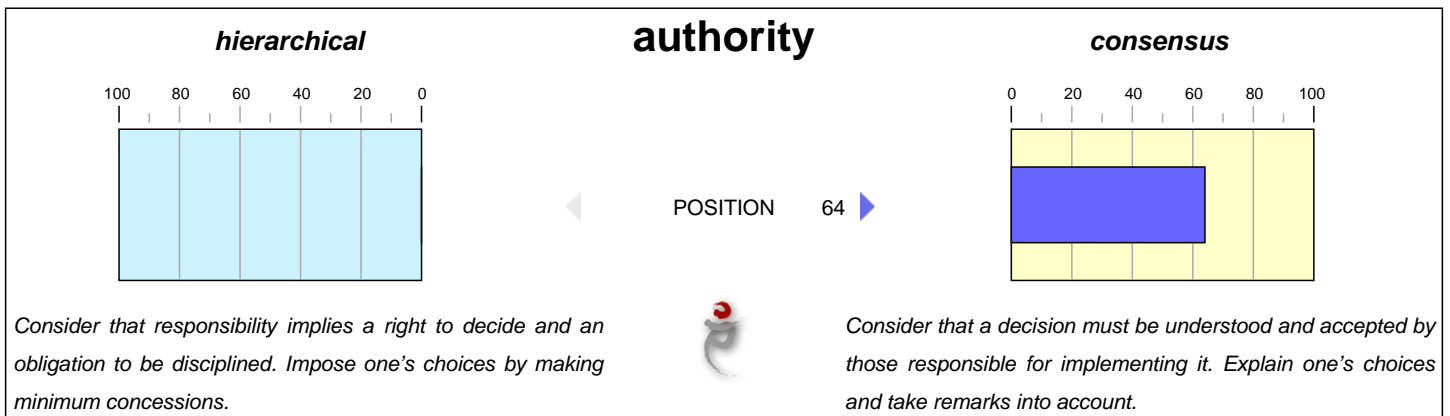 authority
hierarchical
consensus
100 80 60 40 20 0
0 20 40 60 80 100
POSITION 64
Consider that responsibility implies a right to decide and an
obligation to be disciplined. Impose one's choices by making
minimum concessions.
Consider that a decision must be understood and accepted by
those responsible for implementing it. Explain one's choices
and take remarks into account.